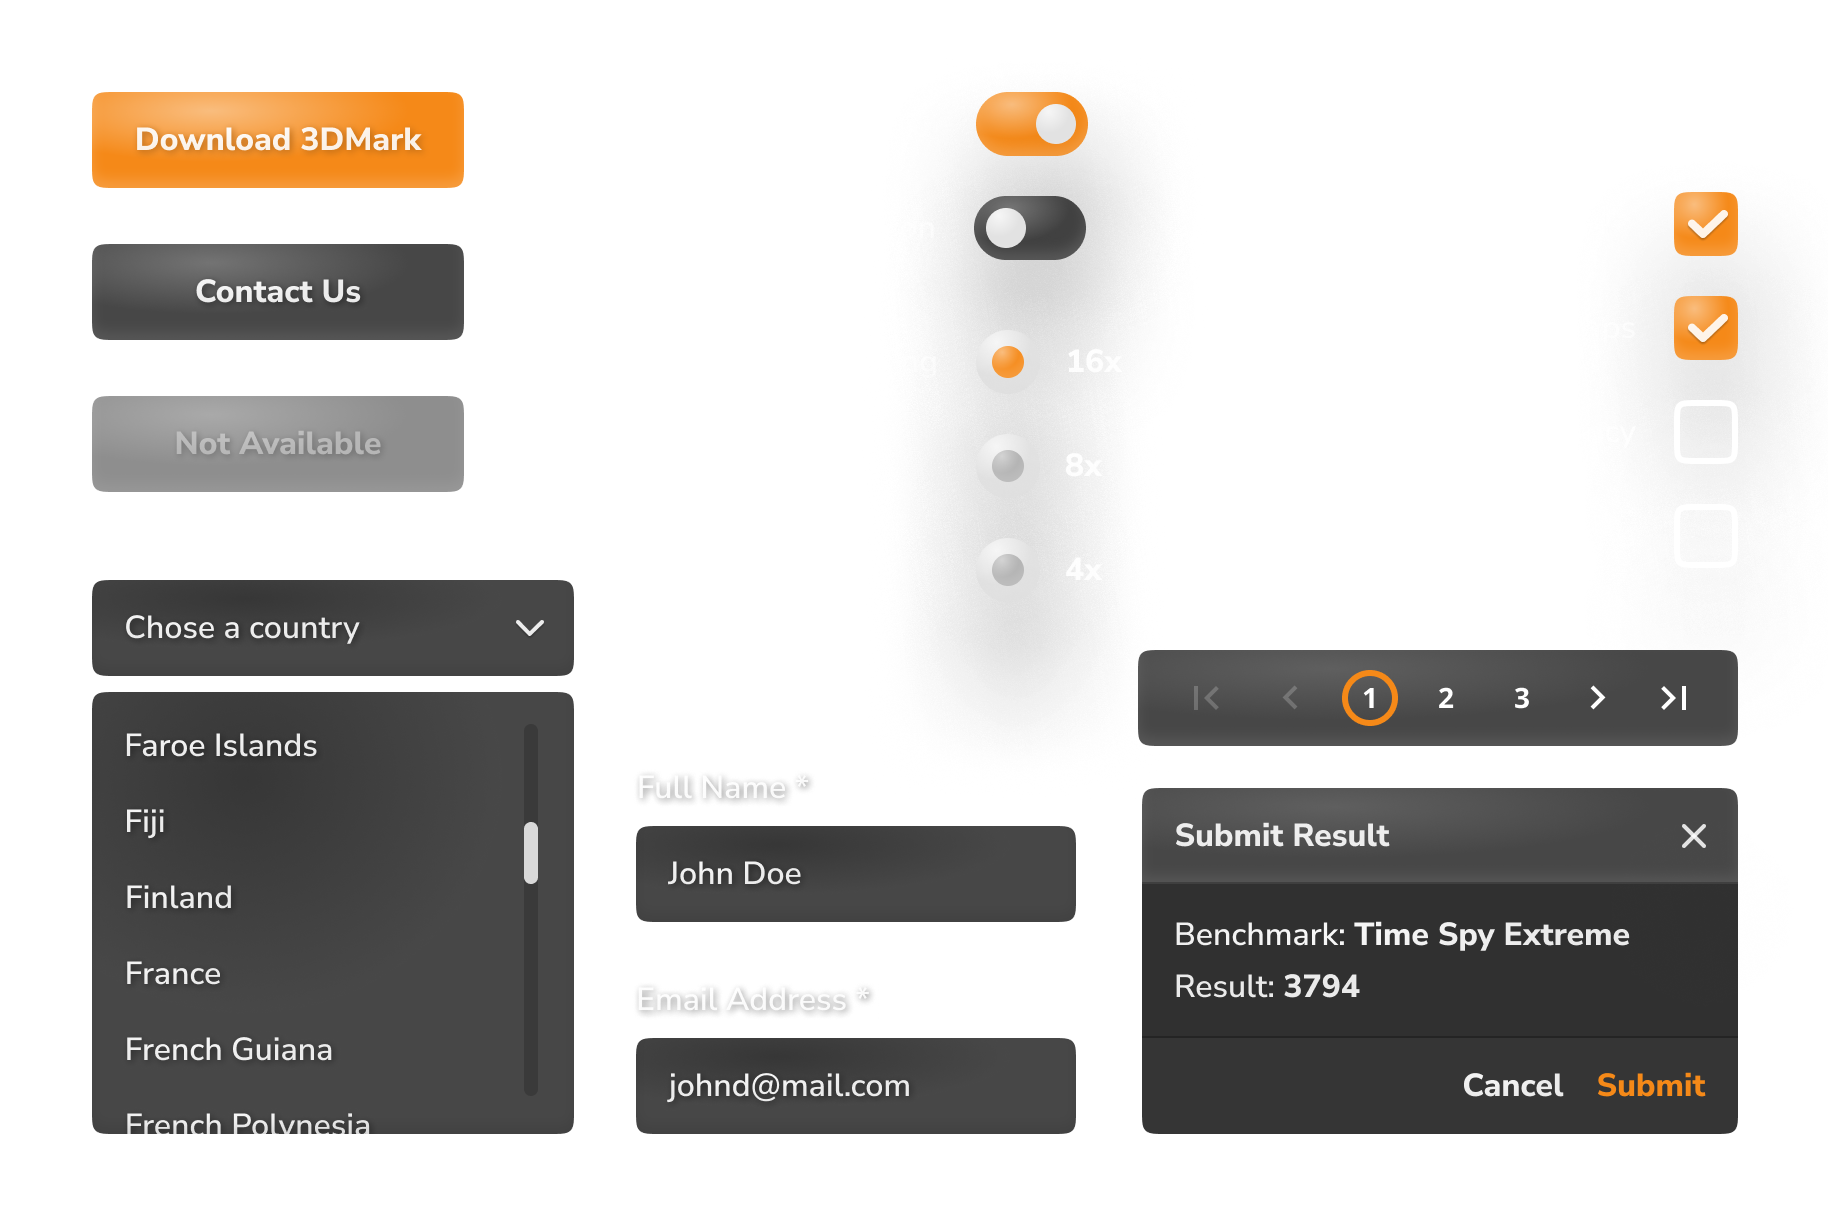 Download 3DMark
Contact Us
Not Available
Chose a country
Faroe Islands
Fiji
Finland
France
French Guiana
French Polynesia
16x
8x
4x
Full Name *
John Doe
Email Address *
johnd@mail.com
1 2 3
Submit Result
Benchmark: Time Spy Extreme
Result: 3794
Cancel Submit